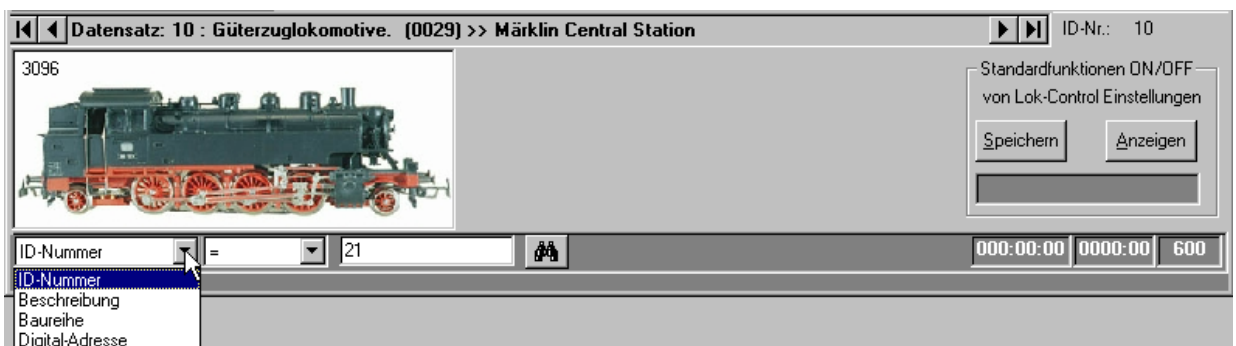 Datensatz: 10 : Güterzuglokomotive. (0029) >> Märklin Central Station
ID-Nr.: 10
3096
Standardfunktionen ON/OFF
von Lok-Control Einstellungen
Speichern
Anzeigen
ID-Nummer
=
21
000:00:00
0000:00
600
ID-Nummer
Beschreibung
Baureihe
Digital-Adresse